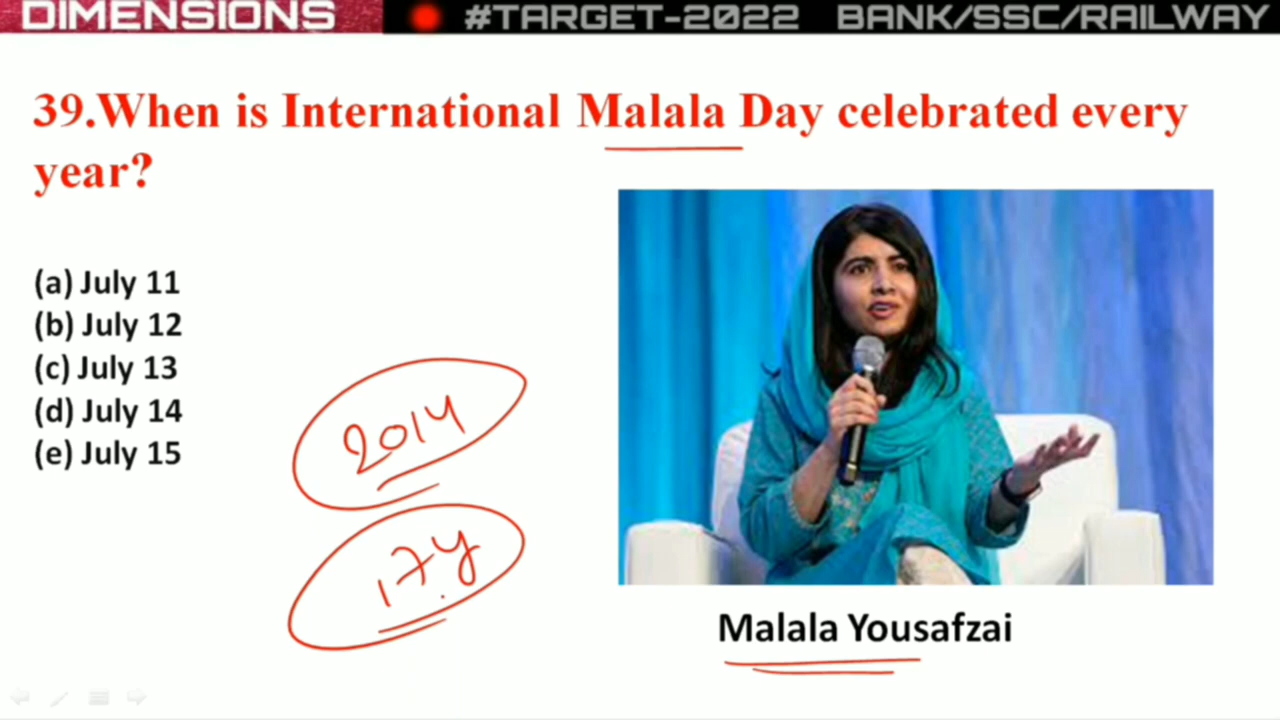 DIMENSIONS #TARGET-2022 BANK/SSC/RAILWAY
39.When is International Malala Day celebrated every
year?
(a) July 11
(b) July 12
(c) July 13
(d) July 14
(e) July 15
2014
17y
Malala Yousafzai